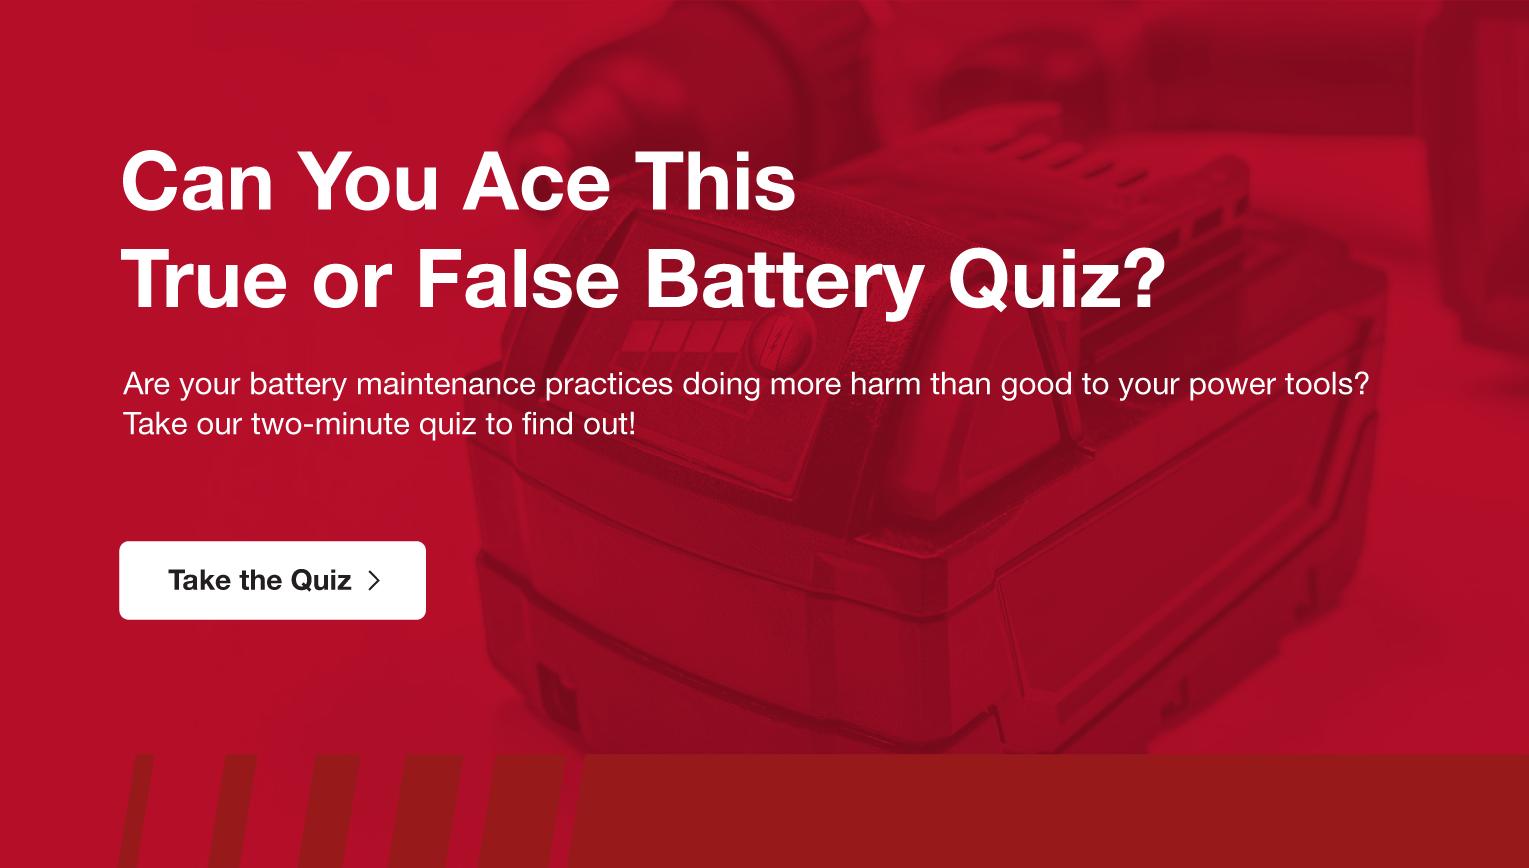 Can You Ace This
True or False Battery Quiz?
Are your battery maintenance practices doing more harm than good to your power tools?
Take our two-minute quiz to find out!
Take the Quiz